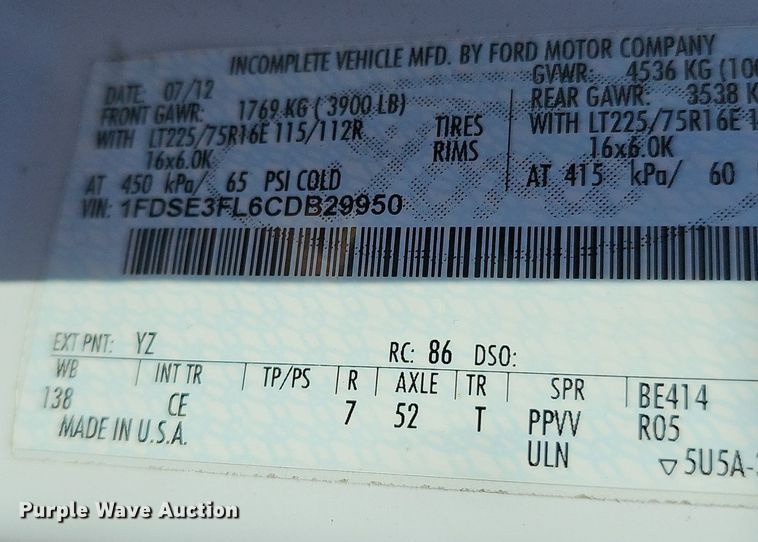 INCOMPLETE VEHICLE MFD. BY FORD MOTOR COMPANY
DATE: 07/12 GVWR: 4536 KG (100
FRONT GAWR: 1769 KG ( 3900 LB) REAR GAWR: 3538 K
WITH LT225/75R16E 115/112R TIRES WITH LT225/75R16E 1
16x6.0K RIMS 16x6.0K
AT 450 kPa/ 65 PSI COLD AT 415 kPa/ 60
VIN: 1FDSE3FL6CDB29950
EXT PNT: YZ RC: 86 DSO:
WB INT TR TP/PS R AXLE TR SPR BE414
138 CE 7 52 T PPVV R05
MADE IN U.S.A. ULN ▽5U5A-
Purple Wave Auction